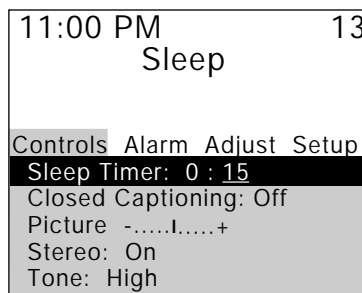 11:00 PM 13
Sleep
Controls Alarm Adjust Setup
Sleep Timer: 0 : 15
Closed Captioning: Off
Picture -.....ı.....+
Stereo: On
Tone: High